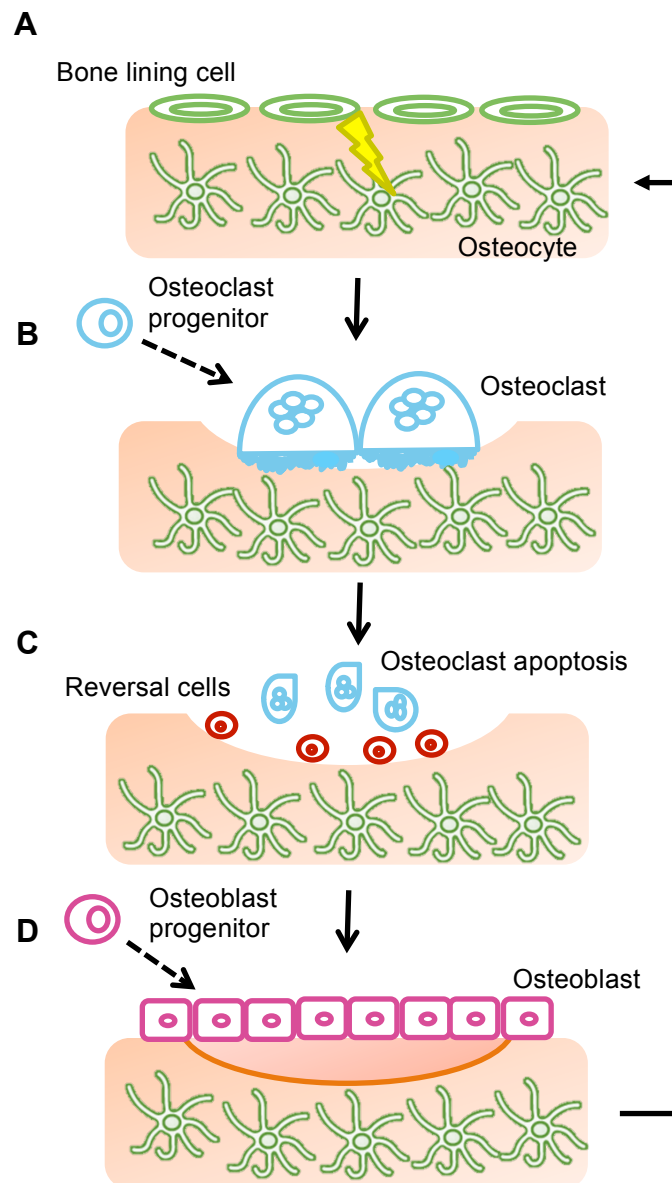 A
Bone lining cell
Osteocyte
Osteoclast
progenitor
B
Osteoclast
C
Osteoclast apoptosis
Reversal cells
Osteoblast
progenitor
D
Osteoblast